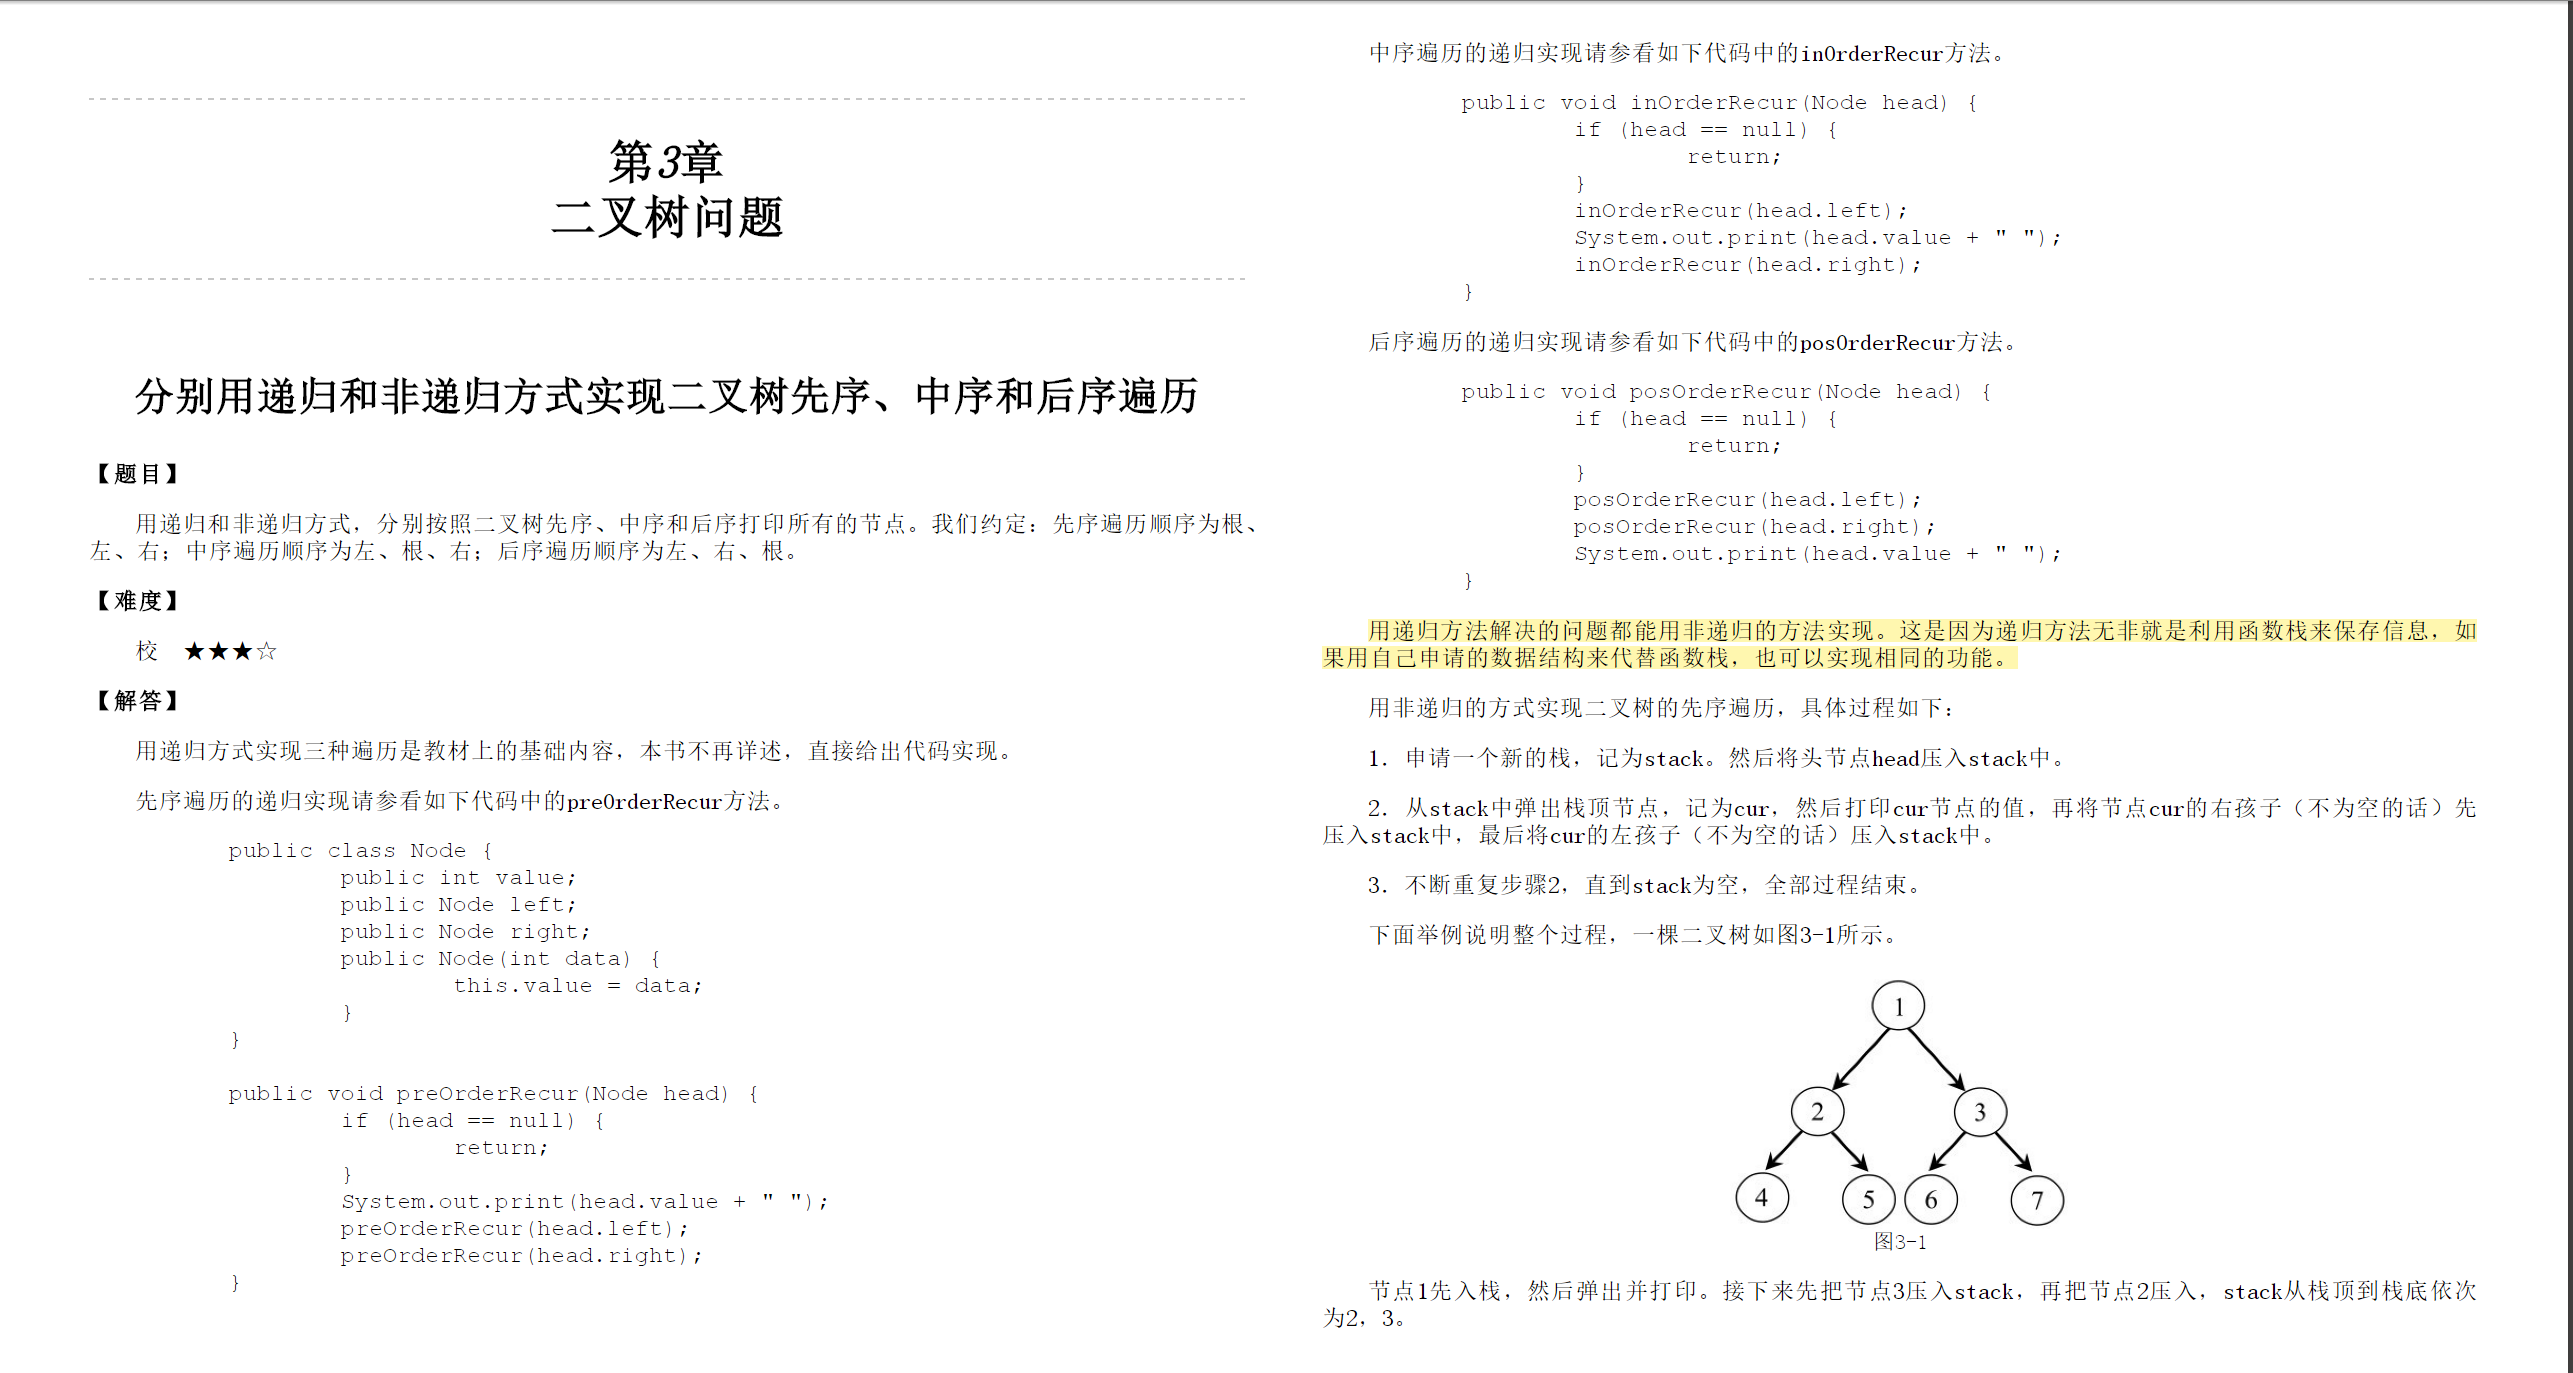 第3章
二叉树问题
分别用递归和非递归方式实现二叉树先序、中序和后序遍历
【题目】
用递归和非递归方式，分别按照二叉树先序、中序和后序打印所有的节点。我们约定：先序遍历顺序为根、
左、右；中序遍历顺序为左、根、右；后序遍历顺序为左、右、根。
【难度】
校 ★★★☆
【解答】
用递归方式实现三种遍历是教材上的基础内容，本书不再详述，直接给出代码实现。
先序遍历的递归实现请参看如下代码中的preOrderRecur方法。
public class Node {
public int value;
public Node left;
public Node right;
public Node(int data) {
this.value = data;
}
}
public void preOrderRecur(Node head) {
if (head == null) {
return;
}
System.out.print(head.value + " ");
preOrderRecur(head.left);
preOrderRecur(head.right);
}
中序遍历的递归实现请参看如下代码中的inOrderRecur方法。
public void inOrderRecur(Node head) {
if (head == null) {
return;
}
inOrderRecur(head.left);
System.out.print(head.value + " ");
inOrderRecur(head.right);
}
后序遍历的递归实现请参看如下代码中的posOrderRecur方法。
public void posOrderRecur(Node head) {
if (head == null) {
return;
}
posOrderRecur(head.left);
posOrderRecur(head.right);
System.out.print(head.value + " ");
}
用递归方法解决的问题都能用非递归的方法实现。这是因为递归方法无非就是利用函数栈来保存信息，如
果用自己申请的数据结构来代替函数栈，也可以实现相同的功能。
用非递归的方式实现二叉树的先序遍历，具体过程如下：
1．申请一个新的栈，记为stack。然后将头节点head压入stack中。
2．从stack中弹出栈顶节点，记为cur，然后打印cur节点的值，再将节点cur的右孩子（不为空的话）先
压入stack中，最后将cur的左孩子（不为空的话）压入stack中。
3．不断重复步骤2，直到stack为空，全部过程结束。
下面举例说明整个过程，一棵二叉树如图3-1所示。
1
2 3
4 5 6 7
图3-1
节点1先入栈，然后弹出并打印。接下来先把节点3压入stack，再把节点2压入，stack从栈顶到栈底依次
为2，3。